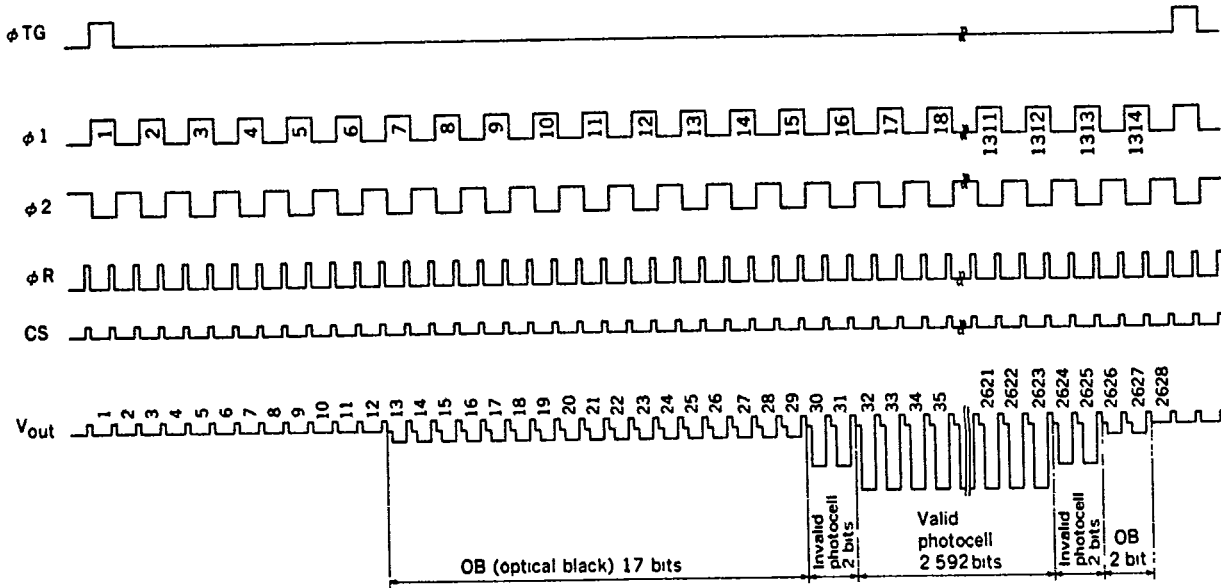 φTG
φ1
1 2 3 4 5 6 7 8 9 10 11 12 13 14 15 16 17 18 1311 1312 1313 1314
φ2
φR
CS
Vout
1 2 3 4 5 6 7 8 9 10 11 12 13 14 15 16 17 18 19 20 21 22 23 24 25 26 27 28 29 30 31 32 33 34 35 2621 2622 2623 2624 2625 2626 2627 2628
OB (optical black) 17 bits
Invalid
photocell
2 bits
Valid
photocell
2 592 bits
Invalid
photocell
2 bits
OB
2 bit